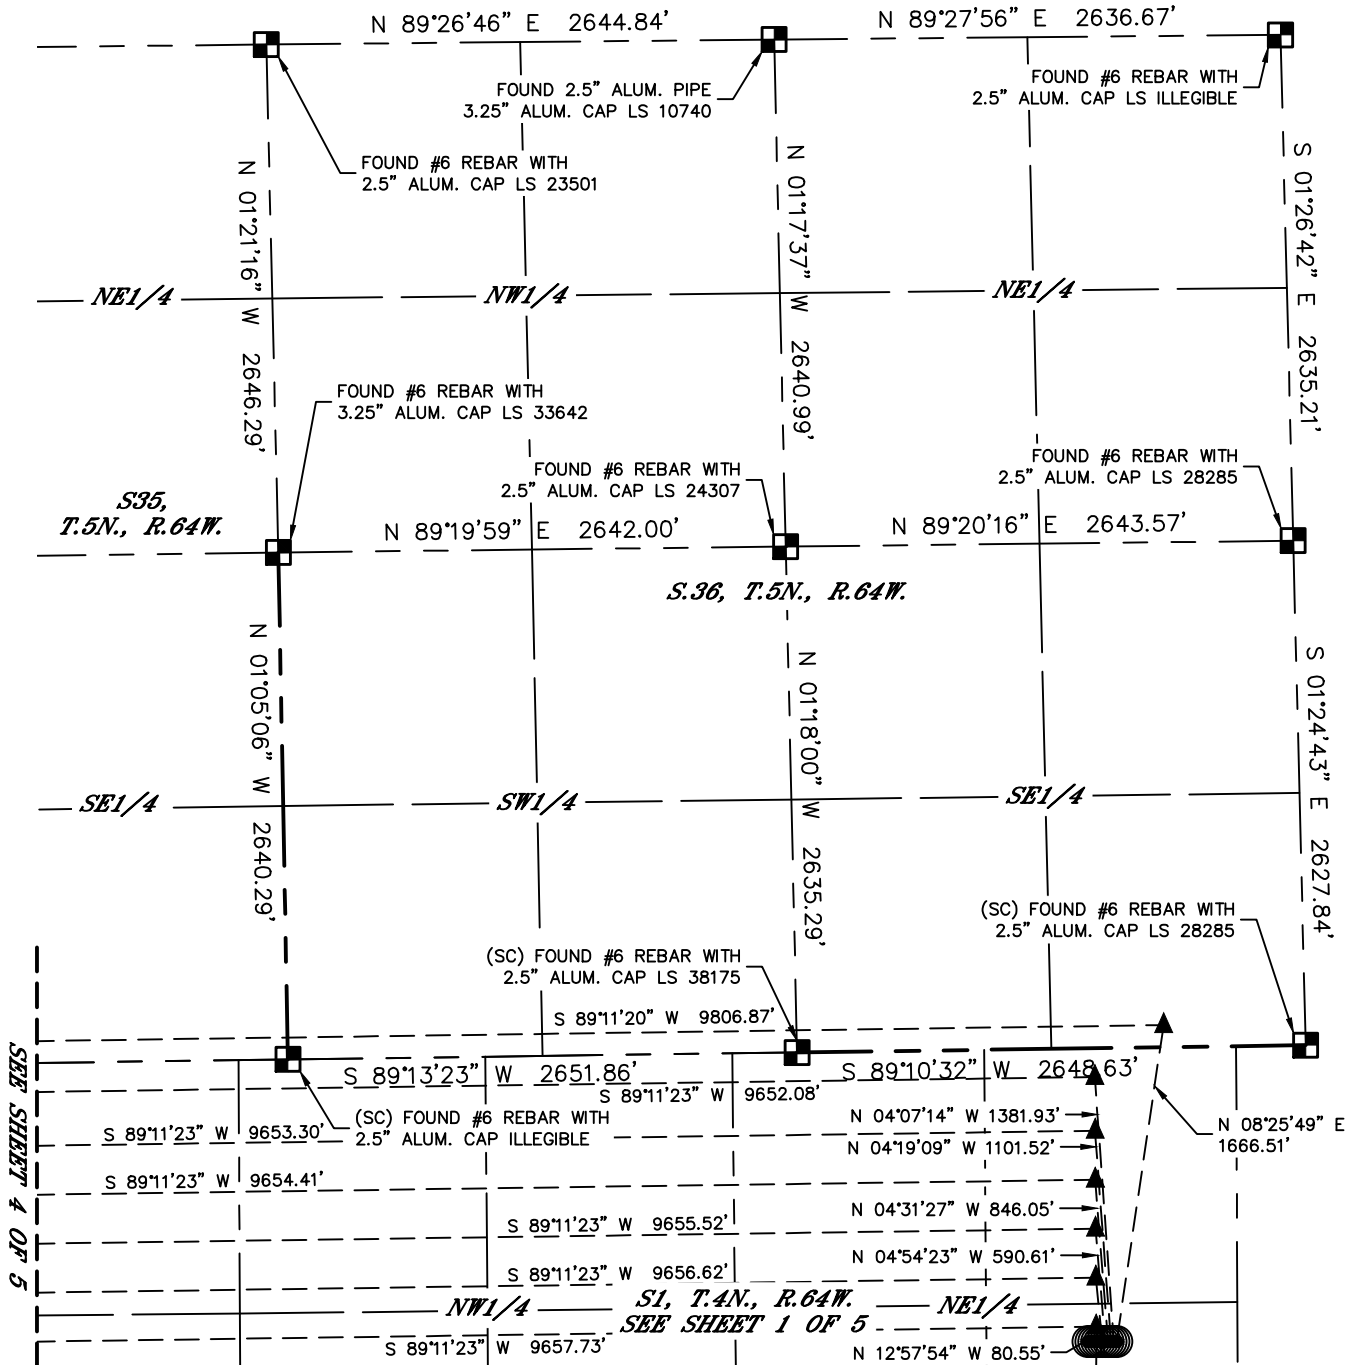 N 89°26'46" E 2644.84'
N 89°27'56" E 2636.67'
FOUND 2.5" ALUM. PIPE
3.25" ALUM. CAP LS 10740
FOUND #6 REBAR WITH
2.5" ALUM. CAP LS ILLEGIBLE
FOUND #6 REBAR WITH
2.5" ALUM. CAP LS 23501
N 01°21'16" W 2646.29'
N 01°17'37" W 2640.99'
S 01°26'42" E 2635.21'
NE1/4
NW1/4
NE1/4
FOUND #6 REBAR WITH
3.25" ALUM. CAP LS 33642
FOUND #6 REBAR WITH
2.5" ALUM. CAP LS 24307
FOUND #6 REBAR WITH
2.5" ALUM. CAP LS 28285
S35,
T.5N., R.64W.
N 89°19'59" E 2642.00'
N 89°20'16" E 2643.57'
S.36, T.5N., R.64W.
N 01°05'06" W 2640.29'
N 01°18'00" W 2635.29'
S 01°24'43" E 2627.84'
SE1/4
SW1/4
SE1/4
(SC) FOUND #6 REBAR WITH
2.5" ALUM. CAP LS 28285
(SC) FOUND #6 REBAR WITH
2.5" ALUM. CAP LS 38175
S 89°11'20" W 9806.87'
S 89°13'23" W 2651.86'
S 89°10'32" W 2648.63'
S 89°11'23" W 9652.08'
(SC) FOUND #6 REBAR WITH
2.5" ALUM. CAP ILLEGIBLE
S 89°11'23" W 9653.30'
N 04°07'14" W 1381.93'
N 04°19'09" W 1101.52'
N 08°25'49" E
1666.51'
S 89°11'23" W 9654.41'
N 04°31'27" W 846.05'
S 89°11'23" W 9655.52'
N 04°54'23" W 590.61'
S 89°11'23" W 9656.62'
NW1/4
S1, T.4N., R.64W.
SEE SHEET 1 OF 5
NE1/4
S 89°11'23" W 9657.73'
N 12°57'54" W 80.55'
SEE SHEET 4 OF 5